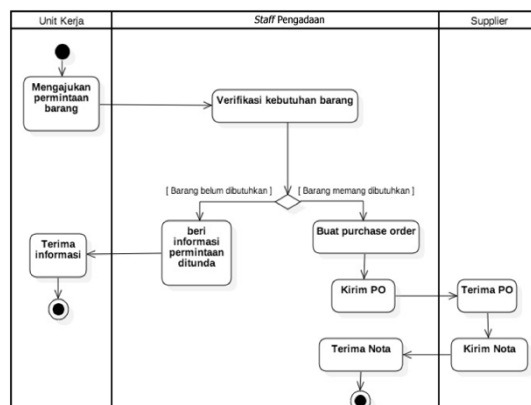 Unit Kerja
Staff Pengadaan
Supplier
Mengajukan
permintaan
barang
Verifikasi kebutuhan barang
[ Barang belum dibutuhkan ]
[ Barang memang dibutuhkan ]
beri
informasi
permintaan
ditunda
Buat purchase order
Terima
informasi
Kirim PO
Terima PO
Terima Nota
Kirim Nota